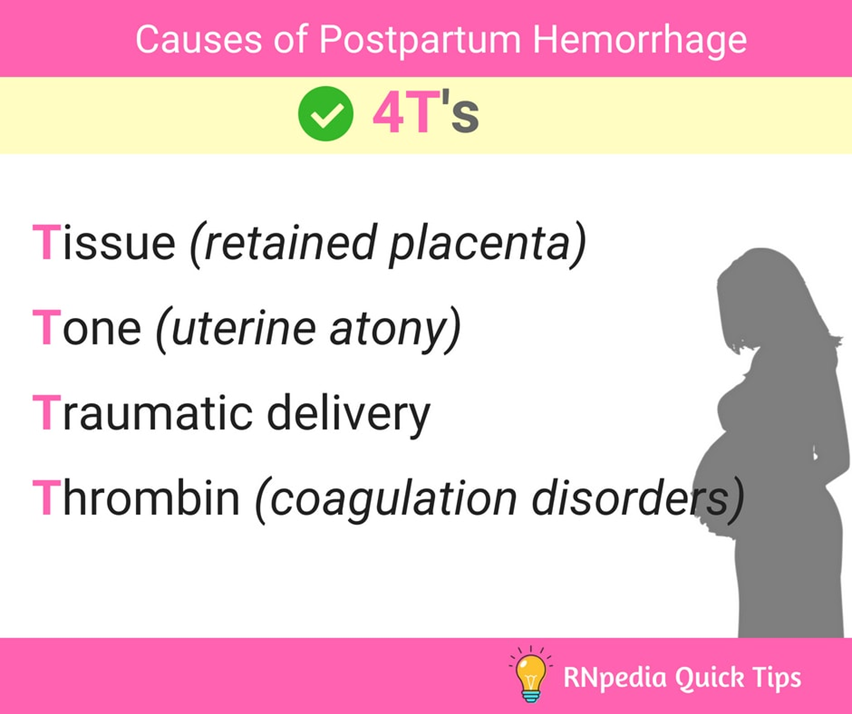 Causes of Postpartum Hemorrhage
4T's
Tissue (retained placenta)
Tone (uterine atony)
Traumatic delivery
Thrombin (coagulation disorders)
RNpedia Quick Tips